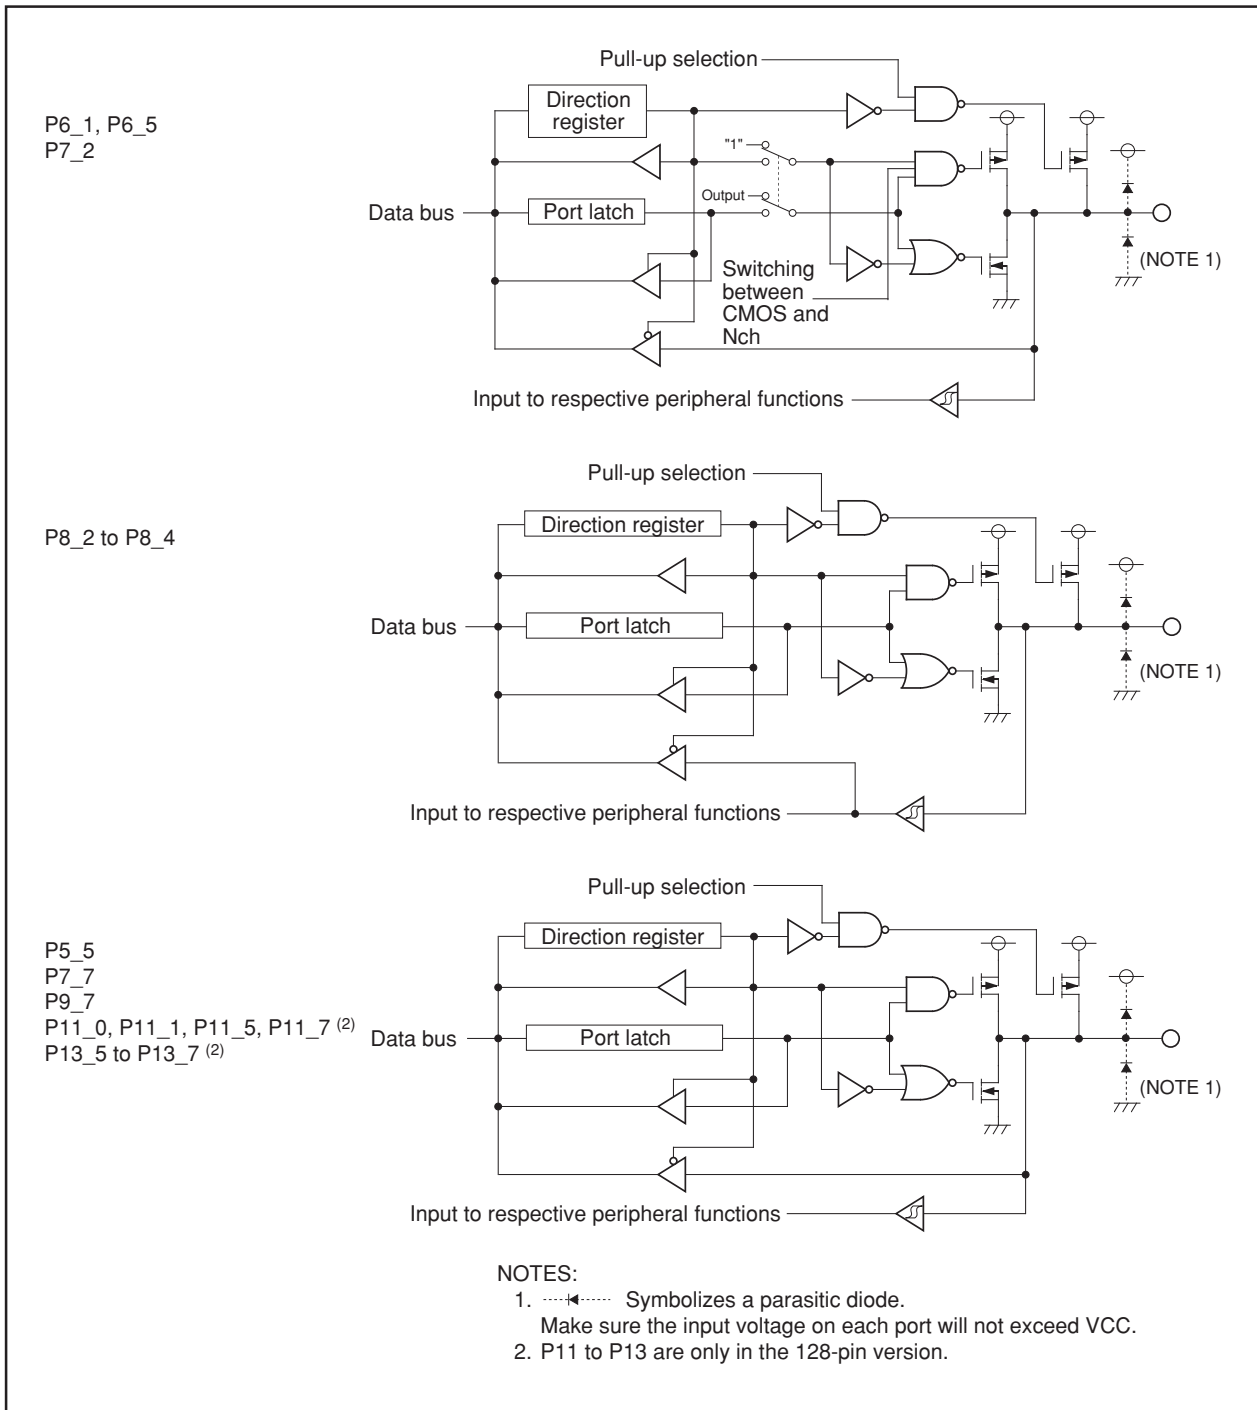 Pull-up selection
P6_1, P6_5
P7_2
Direction
register
"1"
Output
Data bus
Port latch
Switching
between
CMOS and
Nch
(NOTE 1)
Input to respective peripheral functions
Pull-up selection
P8_2 to P8_4
Direction register
Data bus
Port latch
(NOTE 1)
Input to respective peripheral functions
Pull-up selection
P5_5
P7_7
P9_7
P11_0, P11_1, P11_5, P11_7 (2)
P13_5 to P13_7 (2)
Direction register
Data bus
Port latch
(NOTE 1)
Input to respective peripheral functions
NOTES:
1. Symbolizes a parasitic diode.
Make sure the input voltage on each port will not exceed VCC.
2. P11 to P13 are only in the 128-pin version.